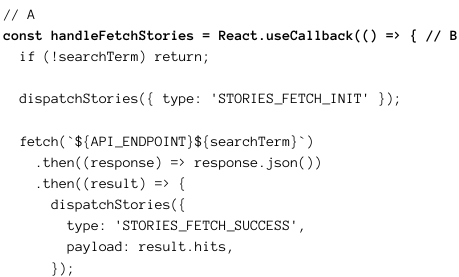 // A
const handleFetchStories = React.useCallback(() => { // B
  if (!searchTerm) return;

  dispatchStories({ type: 'STORIES_FETCH_INIT' });

  fetch(`${API_ENDPOINT}${searchTerm}`)
    .then((response) => response.json())
    .then((result) => {
      dispatchStories({
        type: 'STORIES_FETCH_SUCCESS',
        payload: result.hits,
      });